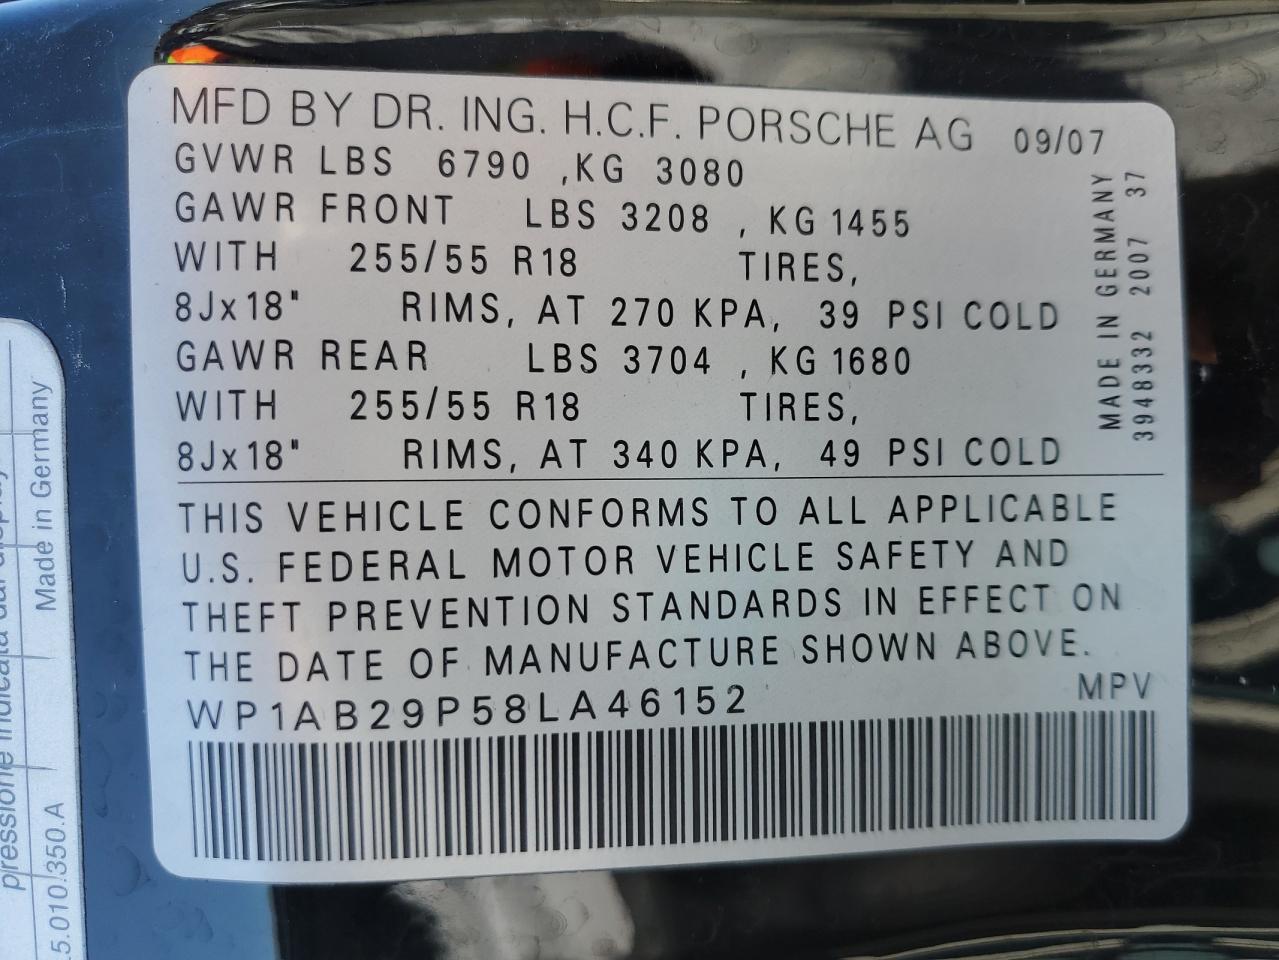 MFD BY DR. ING. H.C.F. PORSCHE AG 09/07
GVWR LBS 6790 ,KG 3080
GAWR FRONT LBS 3208 , KG 1455
WITH 255/55 R18 TIRES,
8Jx18" RIMS, AT 270 KPA, 39 PSI COLD
GAWR REAR LBS 3704 , KG 1680
WITH 255/55 R18 TIRES,
8Jx18" RIMS, AT 340 KPA, 49 PSI COLD
MADE IN GERMANY
3948332 2007 37
THIS VEHICLE CONFORMS TO ALL APPLICABLE
U.S. FEDERAL MOTOR VEHICLE SAFETY AND
THEFT PREVENTION STANDARDS IN EFFECT ON
THE DATE OF MANUFACTURE SHOWN ABOVE.
WP1AB29P58LA46152 MPV
pressione indicata
Made in Germany
5.010.350.A